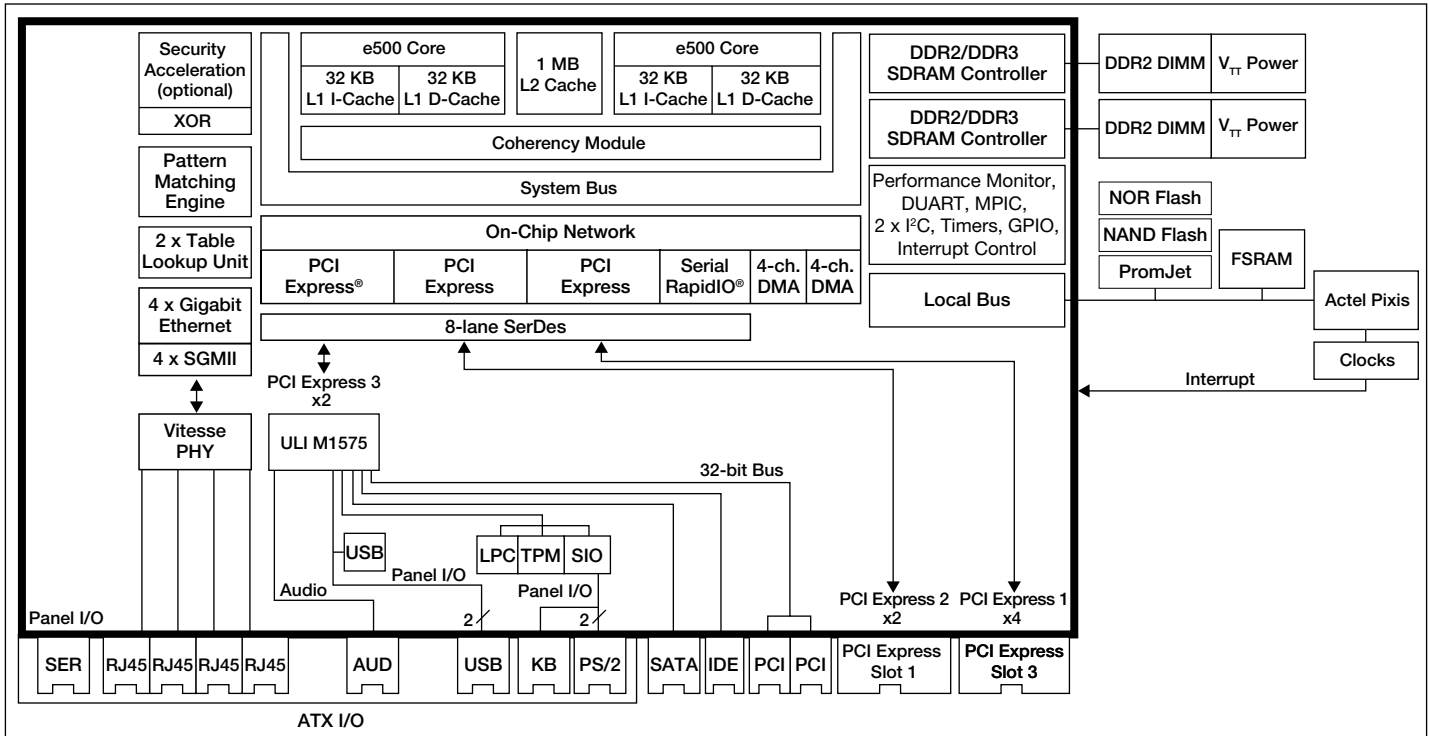 Security
Acceleration
(optional)
XOR
Pattern
Matching
Engine
2 x Table
Lookup Unit
4 x Gigabit
Ethernet
4 x SGMII
Vitesse
PHY
e500 Core
32 KB
L1 I-Cache
32 KB
L1 D-Cache
1 MB
L2 Cache
e500 Core
32 KB
L1 I-Cache
32 KB
L1 D-Cache
Coherency Module
System Bus
On-Chip Network
PCI
Express®
PCI
Express
PCI
Express
Serial
RapidIO®
4-ch.
DMA
4-ch.
DMA
8-lane SerDes
PCI Express 3
x2
ULI M1575
DDR2/DDR3
SDRAM Controller
DDR2/DDR3
SDRAM Controller
Performance Monitor,
DUART, MPIC,
2 x I²C, Timers, GPIO,
Interrupt Control
Local Bus
DDR2 DIMM
VTT Power
DDR2 DIMM
VTT Power
NOR Flash
NAND Flash
PromJet
FSRAM
Actel Pixis
Clocks
Interrupt
32-bit Bus
USB
LPC
TPM
SIO
Panel I/O
Panel I/O
Audio
2
2
PCI Express 2
x2
PCI Express 1
x4
Panel I/O
SER
RJ45
RJ45
RJ45
RJ45
AUD
USB
KB
PS/2
SATA
IDE
PCI
PCI
PCI Express
Slot 1
PCI Express
Slot 3
ATX I/O